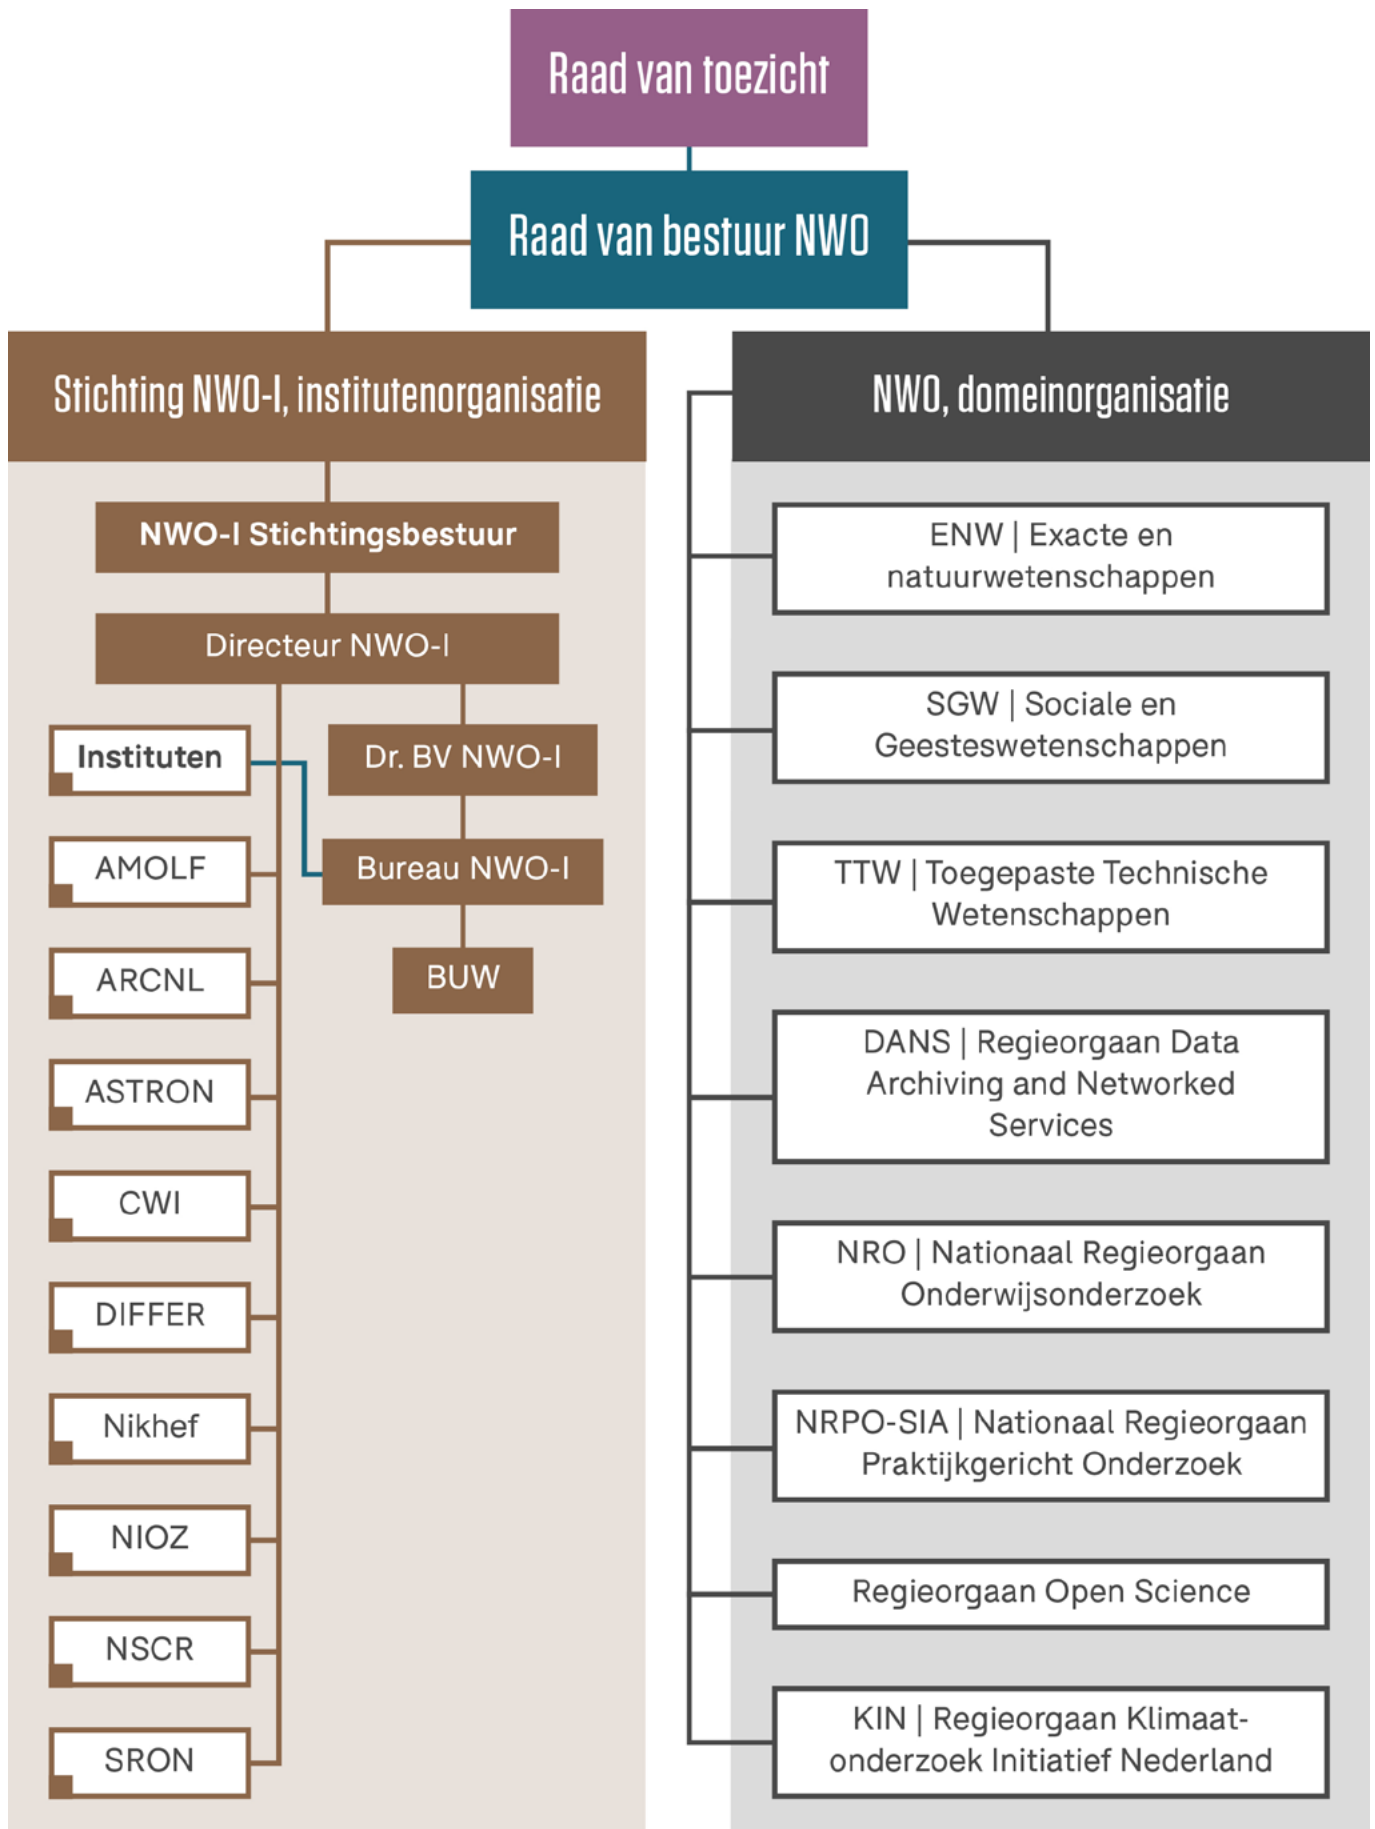 Raad van toezicht
Raad van bestuur NWO
Stichting NWO-I, institutenorganisatie
NWO-I Stichtingsbestuur
Directeur NWO-I
Instituten
Dr. BV NWO-I
AMOLF
Bureau NWO-I
ARCNL
BUW
ASTRON
CWI
DIFFER
Nikhef
NIOZ
NSCR
SRON
NWO, domeinorganisatie
ENW | Exacte en
natuurwetenschappen
SGW | Sociale en
Geesteswetenschappen
TTW | Toegepaste Technische
Wetenschappen
DANS | Regieorgaan Data
Archiving and Networked
Services
NRO | Nationaal Regieorgaan
Onderwijsonderzoek
NRPO-SIA | Nationaal Regieorgaan
Praktijkgericht Onderzoek
Regieorgaan Open Science
KIN | Regieorgaan Klimaat-
onderzoek Initiatief Nederland